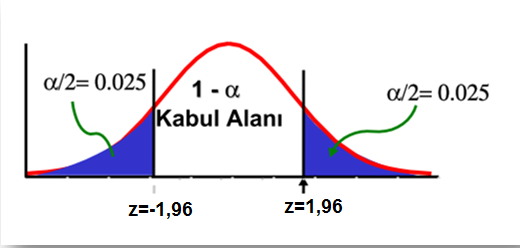 α/2= 0.025
1 - α
Kabul Alanı
α/2= 0.025
z=-1,96
z=1,96